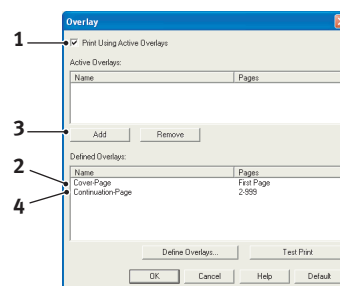 Overlay
1
Print Using Active Overlays
Active Overlays:
Name Pages
3
Add Remove
Defined Overlays:
2
Name Pages
Cover-Page First Page
4
Continuation-Page 2-999
Define Overlays... Test Print
OK Cancel Help Default